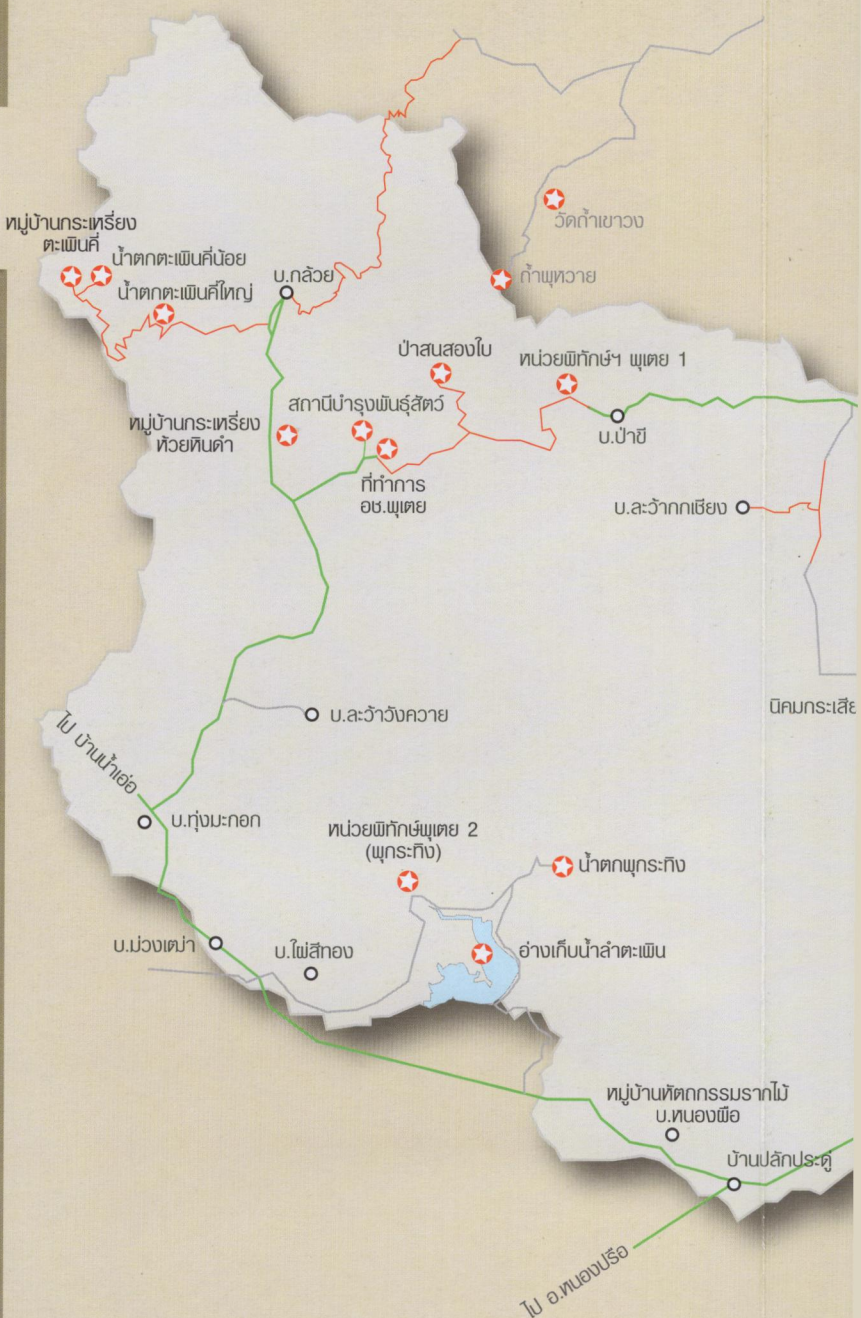 วัดถ้ำเขาวง
หมู่บ้านกระเหรี่ยง
ตะเพินคี่
น้ำตกตะเพินคี่น้อย
น้ำตกตะเพินคี่ใหญ่
บ.กล้วย
ถ้ำพุหวาย
ป่าสนสองใบ
หน่วยพิทักษ์ฯ พุเตย 1
สถานีบำรุงพันธุ์สัตว์
หมู่บ้านกระเหรี่ยง
ห้วยหินดำ
บ.ป่าขี
ที่ทำการ
อช.พุเตย
บ.ละว้ากกเชียง
นิคมกระเสีย
บ.ละว้าวังควาย
ไป บ้านน้ำเอ่อ
บ.ทุ่งมะกอก
หน่วยพิทักษ์พุเตย 2
(พุกระทิง)
น้ำตกพุกระทิง
บ.ม่วงเฒ่า
บ.ไผ่สีทอง
อ่างเก็บน้ำลำตะเพิน
หมู่บ้านหัตถกรรมรากไม้
บ.หนองผือ
บ้านปลักประดู่
ไป อ.หนองปรือ